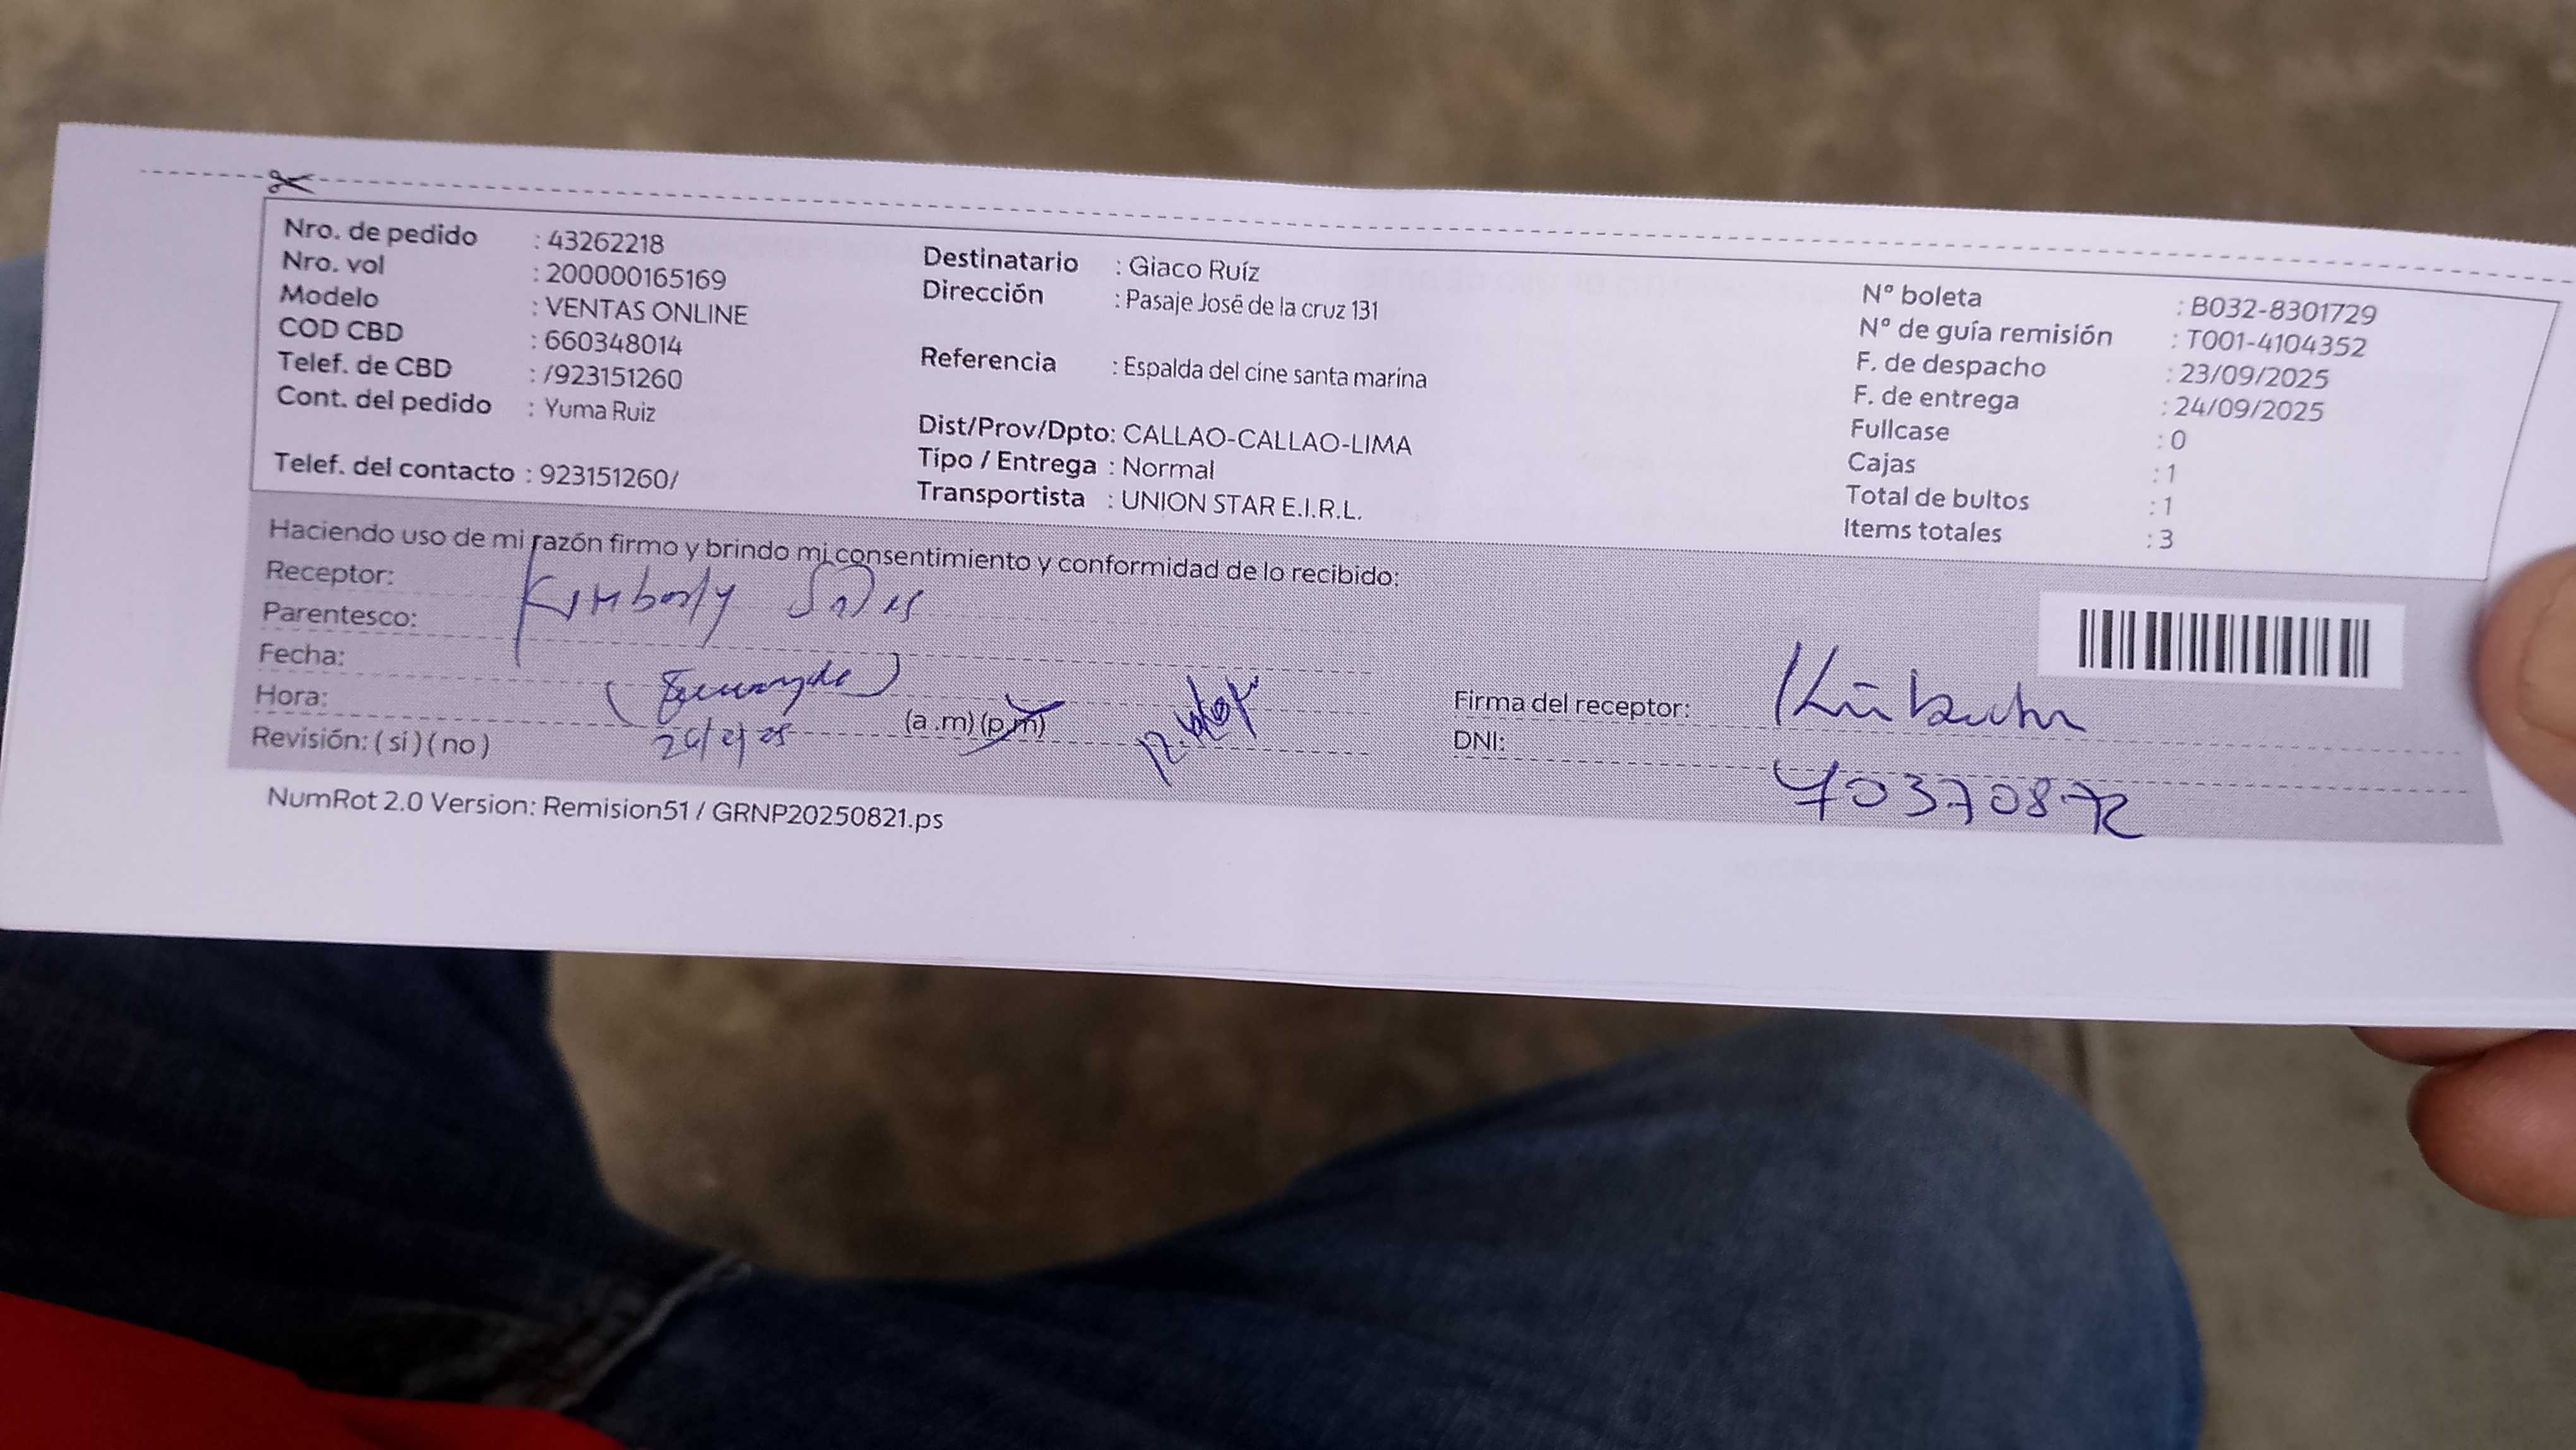 Nro. de pedido : 43262218
Nro. vol : 200000165169
Modelo : VENTAS ONLINE
COD CBD : 660348014
Telef. de CBD : /923151260
Cont. del pedido : Yuma Ruiz
Telef. del contacto : 923151260/
Destinatario : Giaco Ruíz
Dirección : Pasaje José de la cruz 131
Referencia : Espalda del cine santa marina
Dist/Prov/Dpto: CALLAO-CALLAO-LIMA
Tipo / Entrega : Normal
Transportista : UNION STAR E.I.R.L.
N° boleta : B032-8301729
N° de guía remisión : T001-4104352
F. de despacho : 23/09/2025
F. de entrega : 24/09/2025
Fullcase : 0
Cajas : 1
Total de bultos : 1
Items totales : 3
Haciendo uso de mi razón firmo y brindo mi consentimiento y conformidad de lo recibido:
Receptor:
Parentesco:
Fecha:
Hora: (a .m) (p.m)
Revisión: ( sí ) ( no )
Firma del receptor:
DNI: 40370872
NumRot 2.0 Version: Remision51 / GRNP20250821.ps